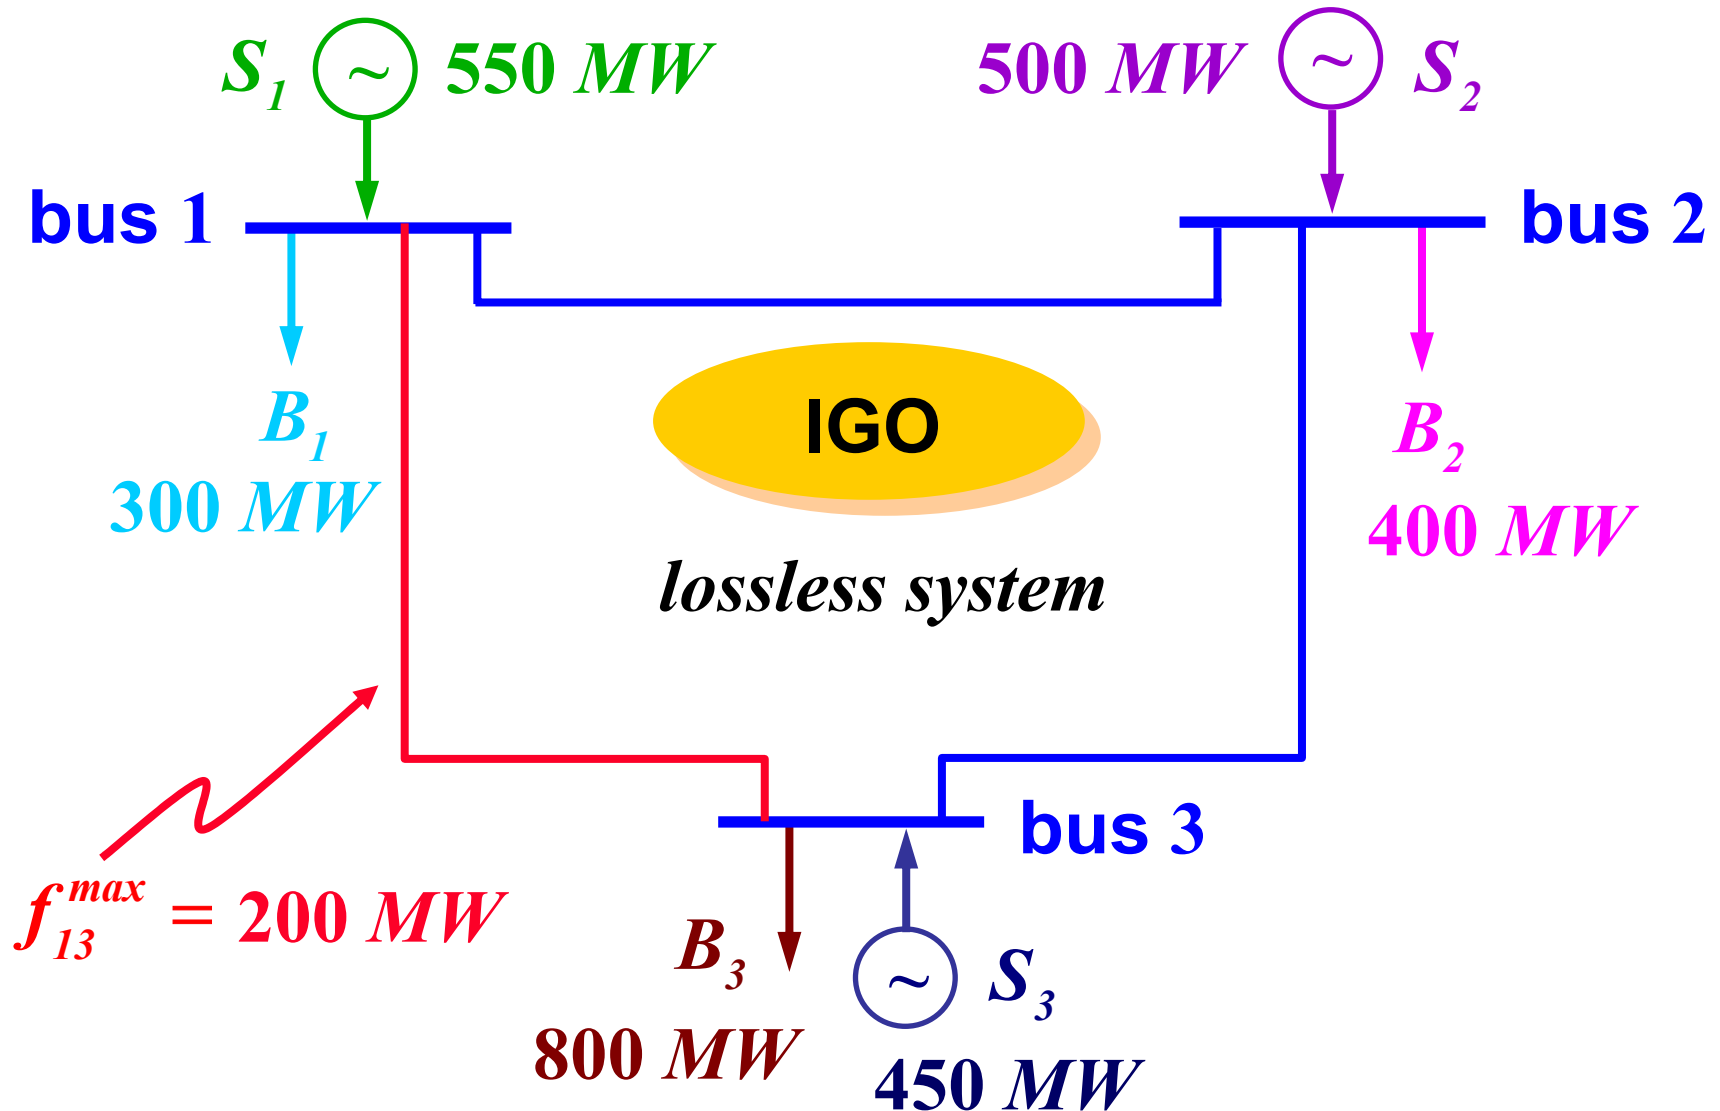 S₁ ~ 550 MW
500 MW ~ S₂
bus 1
bus 2
B₁
300 MW
IGO
B₂
400 MW
lossless system
bus 3
f₁₃ᵐᵃˣ = 200 MW
B₃
800 MW
~ S₃
450 MW